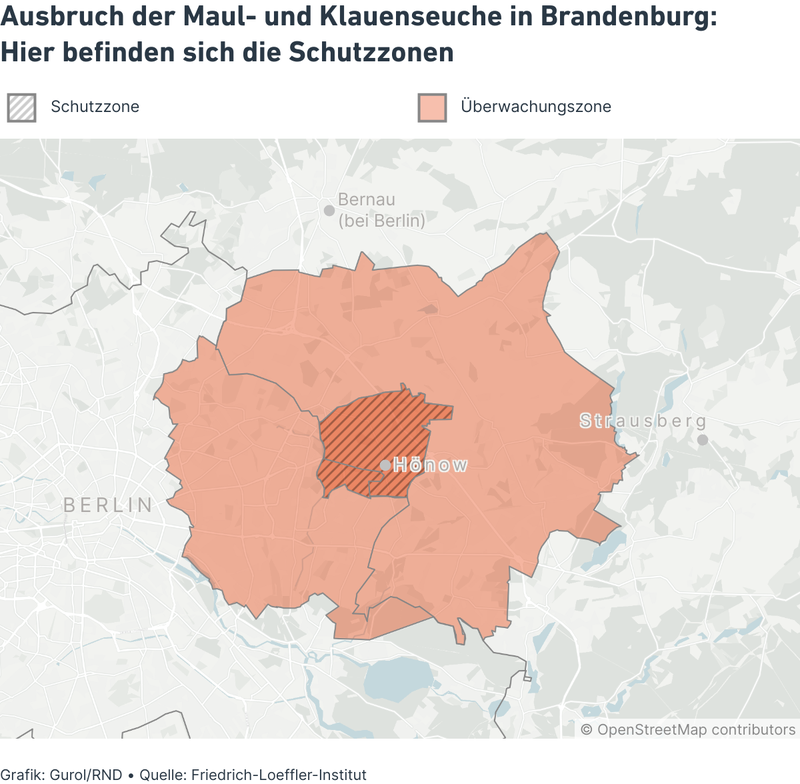 Ausbruch der Maul- und Klauenseuche in Brandenburg:
Hier befinden sich die Schutzzonen
Schutzzone
Überwachungszone
Bernau
(bei Berlin)
Strausberg
Hönow
BERLIN
© OpenStreetMap contributors
Grafik: Gurol/RND • Quelle: Friedrich-Loeffler-Institut